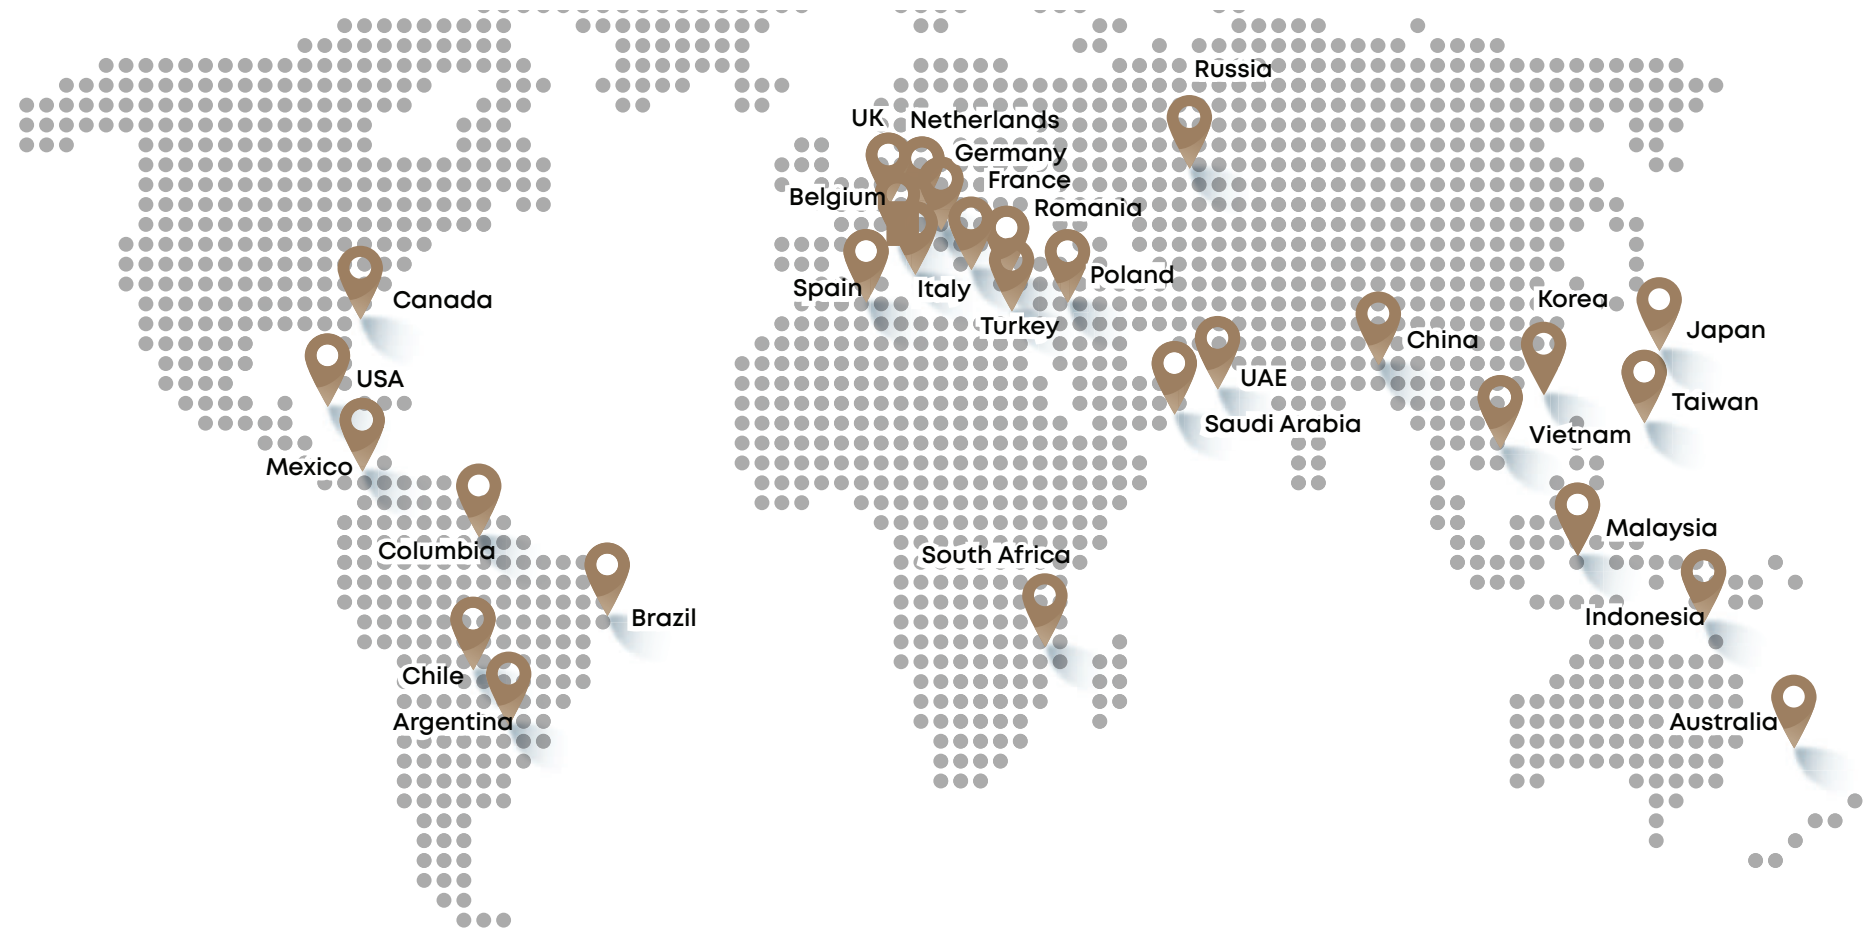 Russia
UK
Netherlands
Germany
France
Belgium
Romania
Poland
Spain
Italy
Turkey
Canada
USA
Mexico
Columbia
Brazil
Chile
Argentina
South Africa
UAE
Saudi Arabia
China
Korea
Japan
Taiwan
Vietnam
Malaysia
Indonesia
Australia